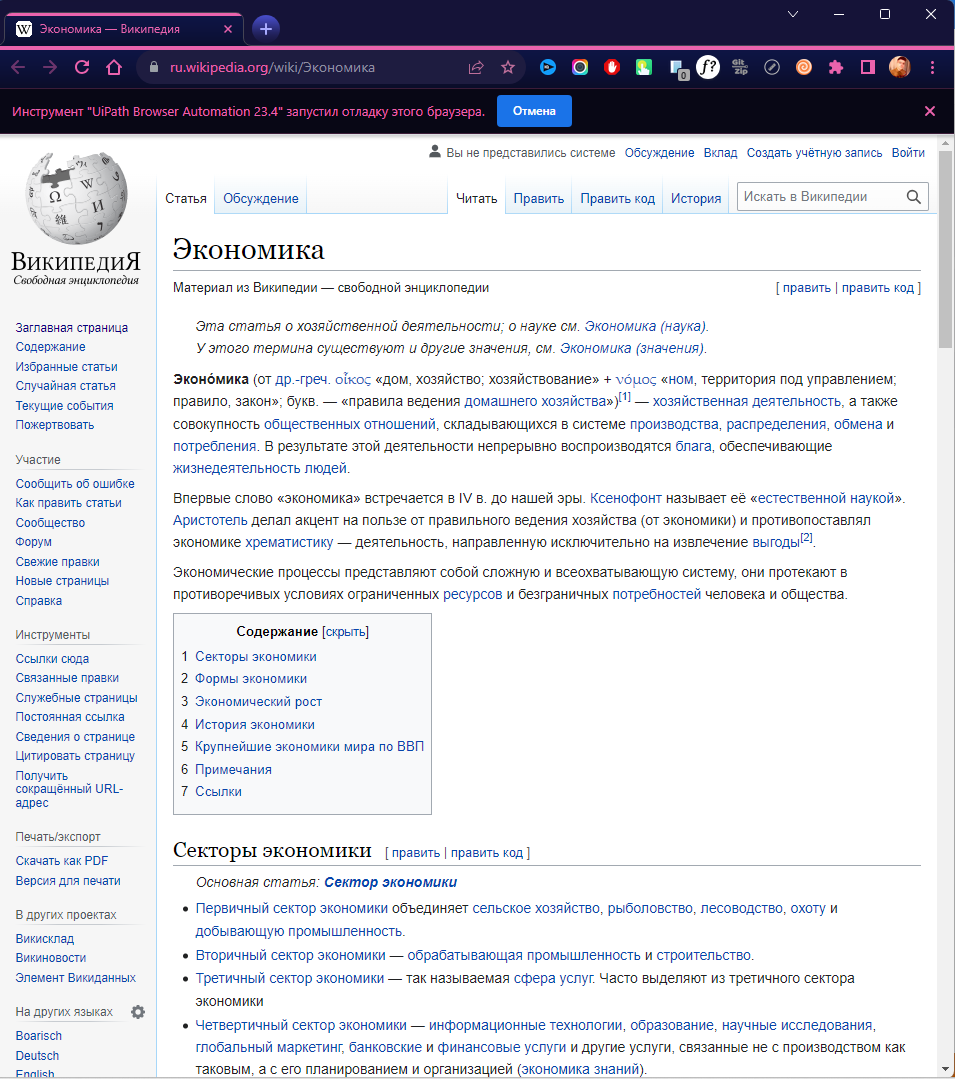 Экономика — Википедия
ru.wikipedia.org/wiki/Экономика
0
f?
Git
Zip
Инструмент "UiPath Browser Automation 23.4" запустил отладку этого браузера.
Отмена
Вы не представились системе Обсуждение Вклад Создать учётную запись Войти
Статья Обсуждение Читать Править Править код История Искать в Википедии
ВикипедиЯ
Свободная энциклопедия
Заглавная страница
Содержание
Избранные статьи
Случайная статья
Текущие события
Пожертвовать
Участие
Сообщить об ошибке
Как править статьи
Сообщество
Форум
Свежие правки
Новые страницы
Справка
Инструменты
Ссылки сюда
Связанные правки
Служебные страницы
Постоянная ссылка
Сведения о странице
Цитировать страницу
Получить
сокращённый URL-
адрес
Печать/экспорт
Скачать как PDF
Версия для печати
В других проектах
Викисклад
Викиновости
Элемент Викиданных
На других языках
Boarisch
Deutsch
English
Экономика
Материал из Википедии — свободной энциклопедии [ править | править код ]
Эта статья о хозяйственной деятельности; о науке см. Экономика (наука).
У этого термина существуют и другие значения, см. Экономика (значения).
Эконо́мика (от др.-греч. οἶκος «дом, хозяйство; хозяйствование» + νόμος «ном, территория под управлением;
правило, закон»; букв. — «правила ведения домашнего хозяйства»)[1] — хозяйственная деятельность, а также
совокупность общественных отношений, складывающихся в системе производства, распределения, обмена и
потребления. В результате этой деятельности непрерывно воспроизводятся блага, обеспечивающие
жизнедеятельность людей.
Впервые слово «экономика» встречается в IV в. до нашей эры. Ксенофонт называет её «естественной наукой».
Аристотель делал акцент на пользе от правильного ведения хозяйства (от экономики) и противопоставлял
экономике хрематистику — деятельность, направленную исключительно на извлечение выгоды[2].
Экономические процессы представляют собой сложную и всеохватывающую систему, они протекают в
противоречивых условиях ограниченных ресурсов и безграничных потребностей человека и общества.
Содержание [скрыть]
1 Секторы экономики
2 Формы экономики
3 Экономический рост
4 История экономики
5 Крупнейшие экономики мира по ВВП
6 Примечания
7 Ссылки
Секторы экономики [ править | править код ]
Основная статья: Сектор экономики
• Первичный сектор экономики объединяет сельское хозяйство, рыболовство, лесоводство, охоту и
добывающую промышленность.
• Вторичный сектор экономики — обрабатывающая промышленность и строительство.
• Третичный сектор экономики — так называемая сфера услуг. Часто выделяют из третичного сектора
экономики
• Четвертичный сектор экономики — информационные технологии, образование, научные исследования,
глобальный маркетинг, банковские и финансовые услуги и другие услуги, связанные не с производством как
таковым, а с его планированием и организацией (экономика знаний).